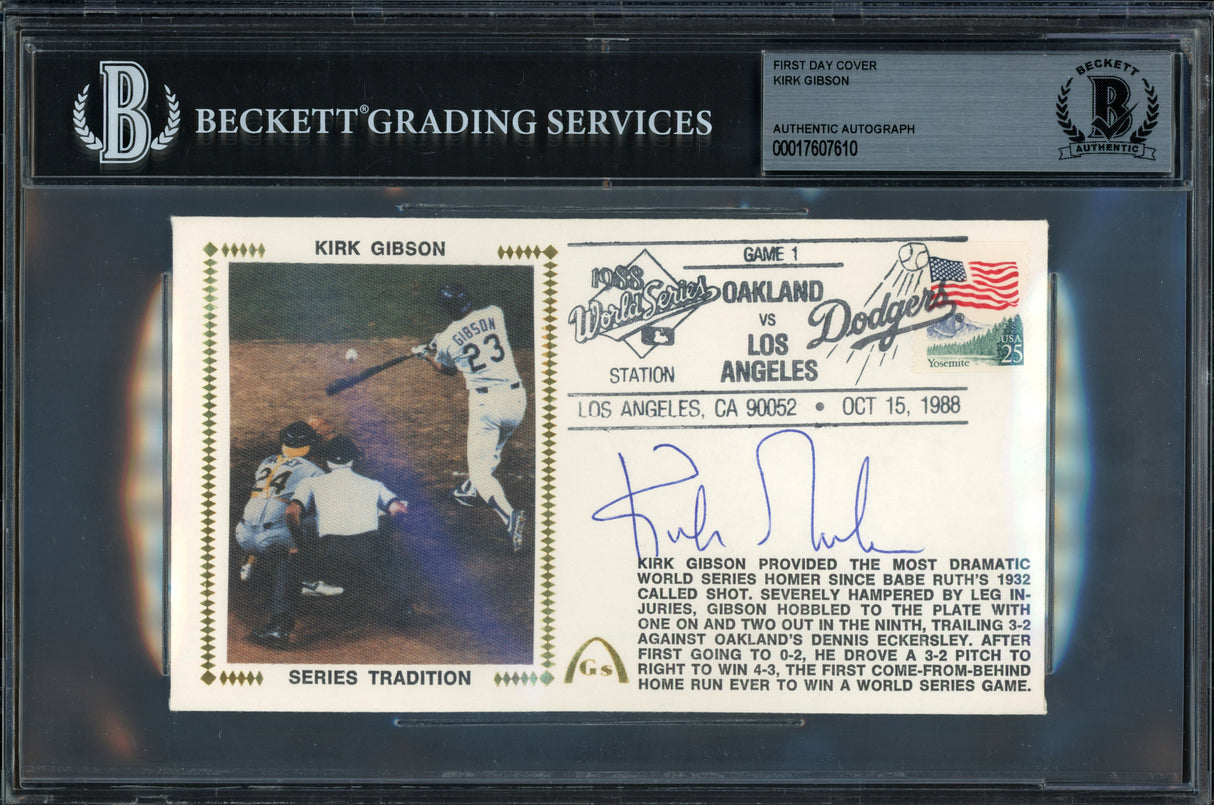 B
BECKETT® GRADING SERVICES
FIRST DAY COVER
KIRK GIBSON
AUTHENTIC AUTOGRAPH
00017607610
BECKETT
B
AUTHENTIC
KIRK GIBSON
GIBSON
23
24
SERIES TRADITION
1988
World Series
STATION
GAME 1
OAKLAND
VS
LOS
ANGELES
Dodgers
USA
25
Yosemite
LOS ANGELES, CA 90052 • OCT 15, 1988
Kirk Gibson
KIRK GIBSON PROVIDED THE MOST DRAMATIC
WORLD SERIES HOMER SINCE BABE RUTH'S 1932
CALLED SHOT. SEVERELY HAMPERED BY LEG IN-
JURIES, GIBSON HOBBLED TO THE PLATE WITH
ONE ON AND TWO OUT IN THE NINTH, TRAILING 3-2
AGAINST OAKLAND'S DENNIS ECKERSLEY. AFTER
FIRST GOING TO 0-2, HE DROVE A 3-2 PITCH TO
RIGHT TO WIN 4-3, THE FIRST COME-FROM-BEHIND
HOME RUN EVER TO WIN A WORLD SERIES GAME.
Gs